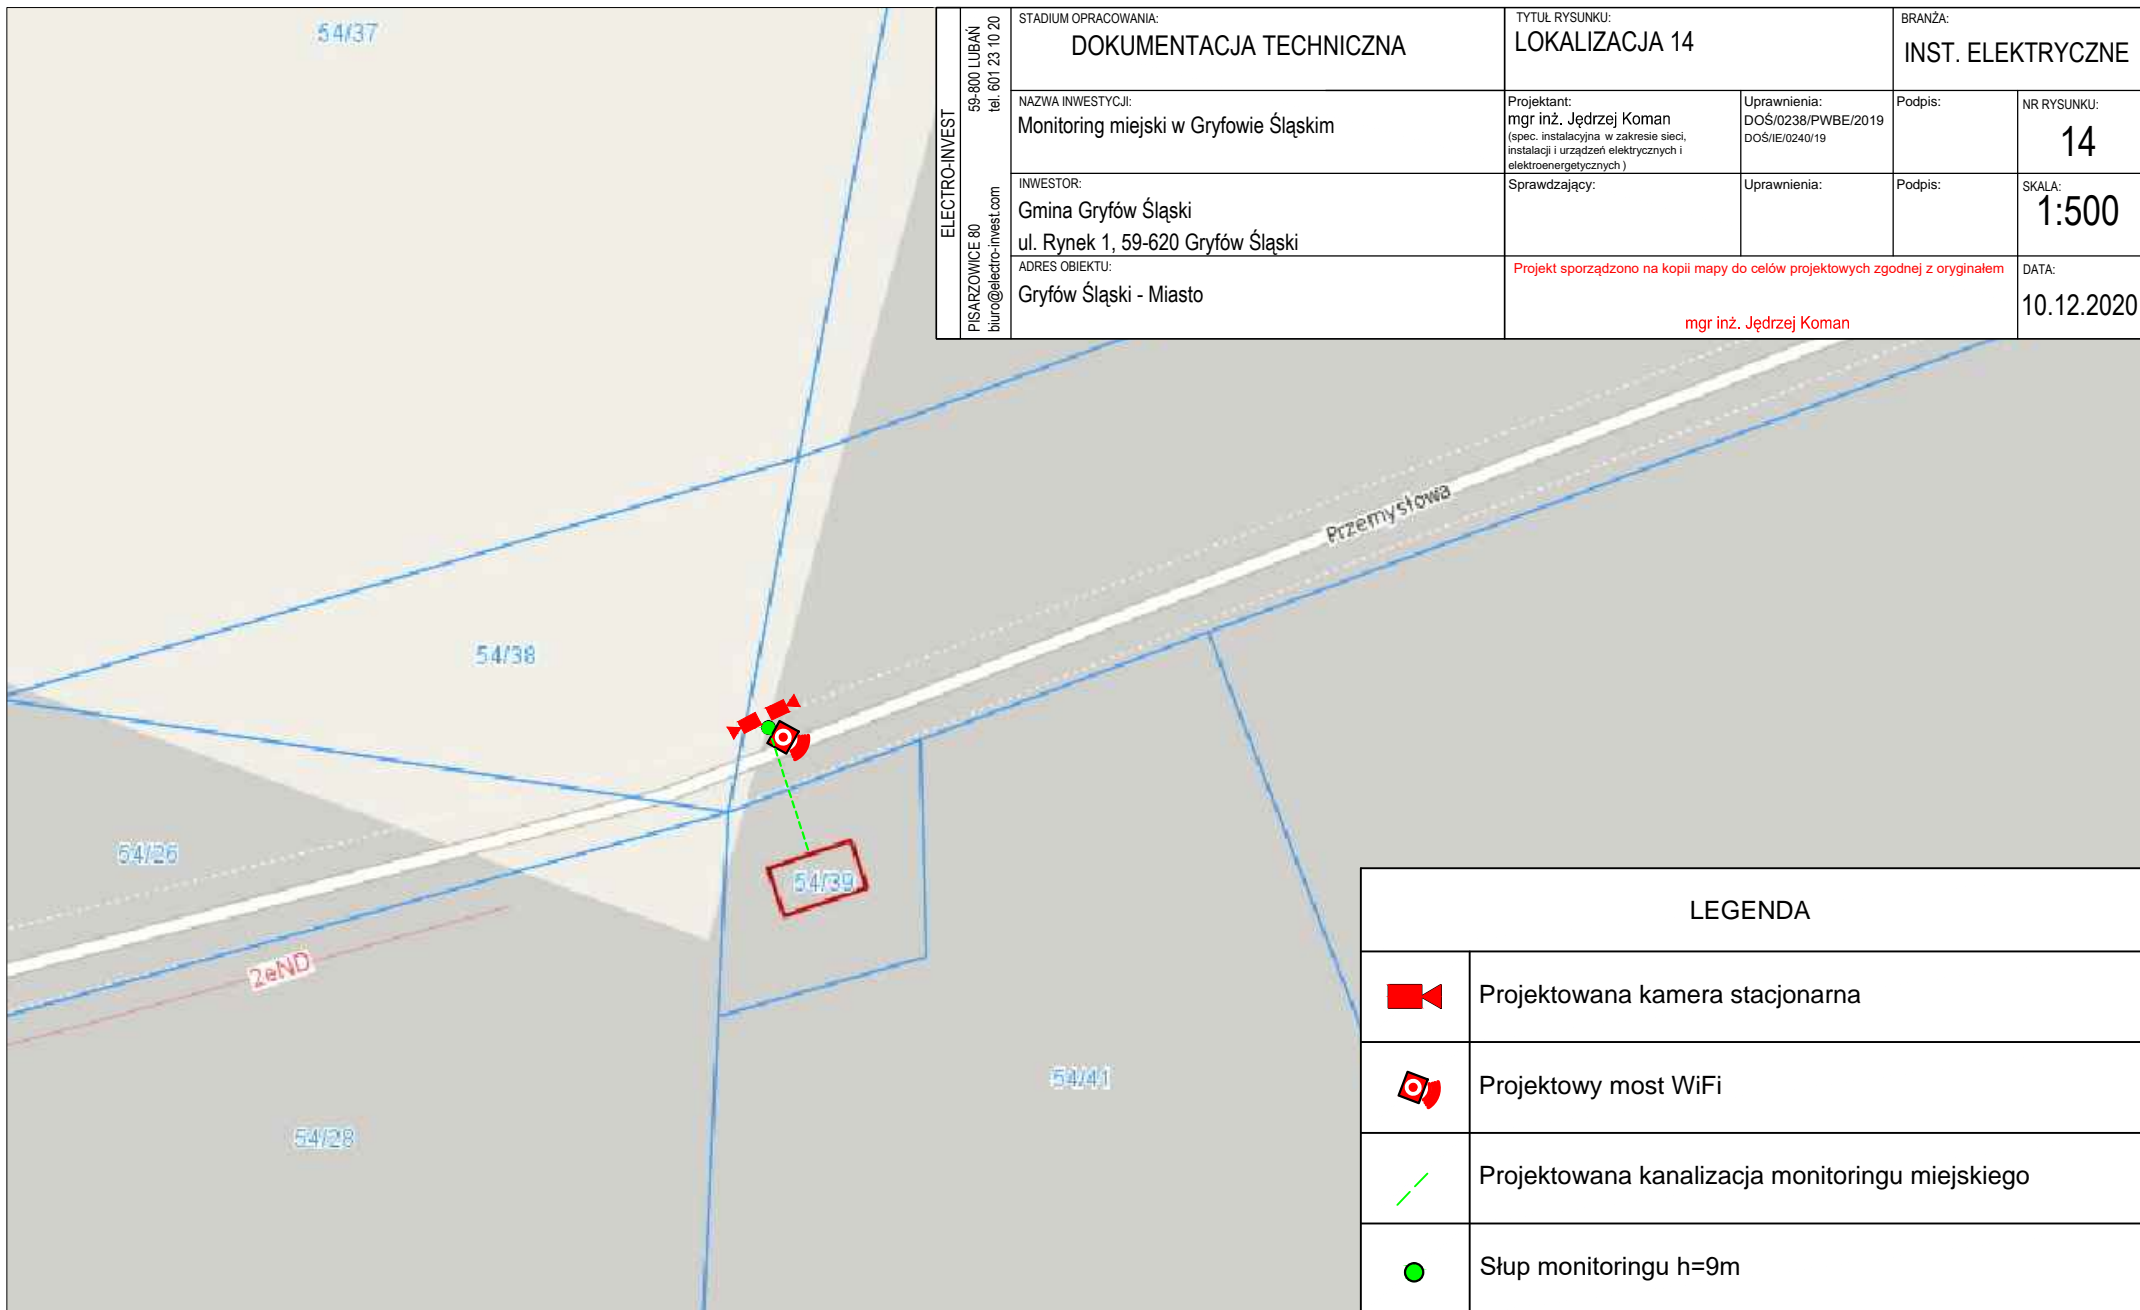 54/37
ELECTRO-INVEST
PISARZOWICE 80
59-800 LUBAŃ
biuro@electro-invest.com
tel. 601 23 10 20
STADIUM OPRACOWANIA:
DOKUMENTACJA TECHNICZNA
TYTUŁ RYSUNKU:
LOKALIZACJA 14
BRANŻA:
INST. ELEKTRYCZNE
NAZWA INWESTYCJI:
Monitoring miejski w Gryfowie Śląskim
Projektant:
mgr inż. Jędrzej Koman
(spec. instalacyjna w zakresie sieci,
instalacji i urządzeń elektrycznych i
elektroenergetycznych )
Uprawnienia:
DOŚ/0238/PWBE/2019
DOŚ/IE/0240/19
Podpis:
NR RYSUNKU:
14
INWESTOR:
Gmina Gryfów Śląski
ul. Rynek 1, 59-620 Gryfów Śląski
Sprawdzający:
Uprawnienia:
Podpis:
SKALA:
1:500
ADRES OBIEKTU:
Gryfów Śląski - Miasto
Projekt sporządzono na kopii mapy do celów projektowych zgodnej z oryginałem
mgr inż. Jędrzej Koman
DATA:
10.12.2020
Przemysłowa
54/38
54/26
54/39
2eND
54/41
54/28
LEGENDA
Projektowana kamera stacjonarna
Projektowy most WiFi
Projektowana kanalizacja monitoringu miejskiego
Słup monitoringu h=9m